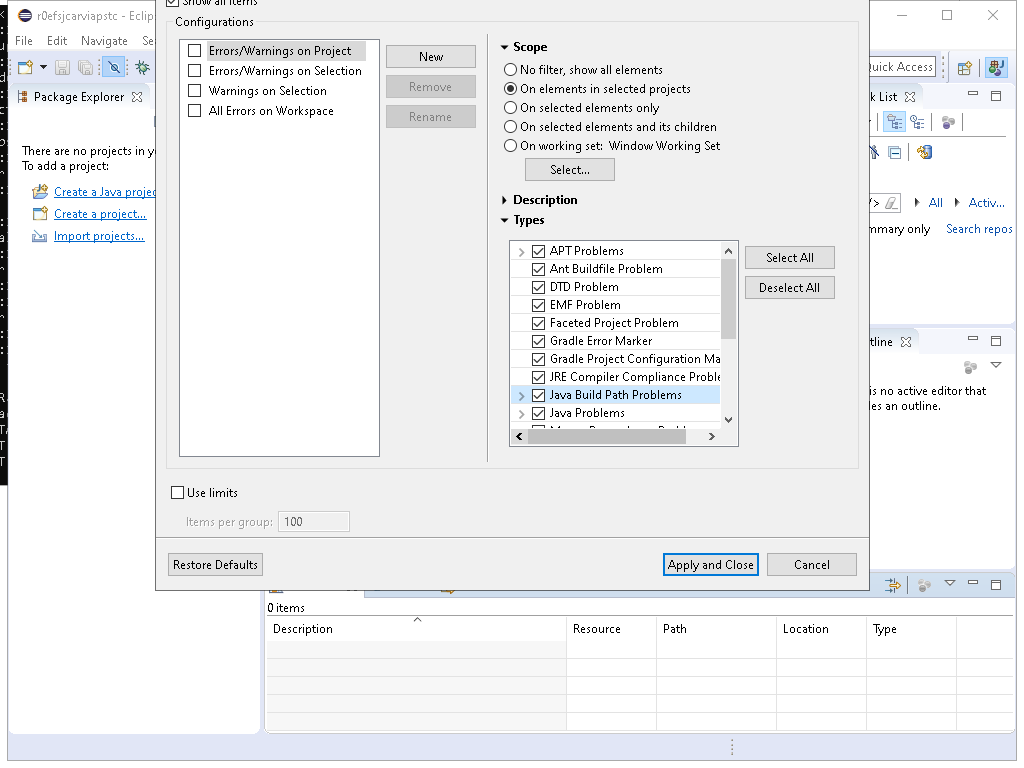 Show all items
r0efsjcarviapstc - Eclip
File Edit Navigate Se
Configurations
Errors/Warnings on Project
Errors/Warnings on Selection
Warnings on Selection
All Errors on Workspace
New
Remove
Rename
Scope
No filter, show all elements
On elements in selected projects
On selected elements only
On selected elements and its children
On working set: Window Working Set
Select...
Description
Types
APT Problems
Ant Buildfile Problem
DTD Problem
EMF Problem
Faceted Project Problem
Gradle Error Marker
Gradle Project Configuration Ma
JRE Compiler Compliance Proble
Java Build Path Problems
Java Problems
Select All
Deselect All
Use limits
Items per group: 100
Restore Defaults
Apply and Close
Cancel
Package Explorer
There are no projects in y
To add a project:
Create a Java projec
Create a project...
Import projects...
Quick Access
k List
All Activ...
mmary only Search repos
tline
is no active editor that
es an outline.
0 items
Description Resource Path Location Type